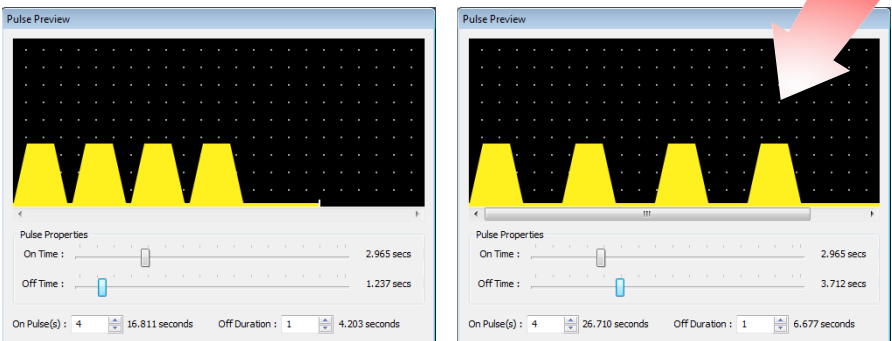 Pulse Preview
Pulse Properties
On Time : 2.965 secs
Off Time : 1.237 secs
On Pulse(s) : 4 16.811 seconds Off Duration : 1 4.203 seconds
Pulse Preview
Pulse Properties
On Time : 2.965 secs
Off Time : 3.712 secs
On Pulse(s) : 4 26.710 seconds Off Duration : 1 6.677 seconds